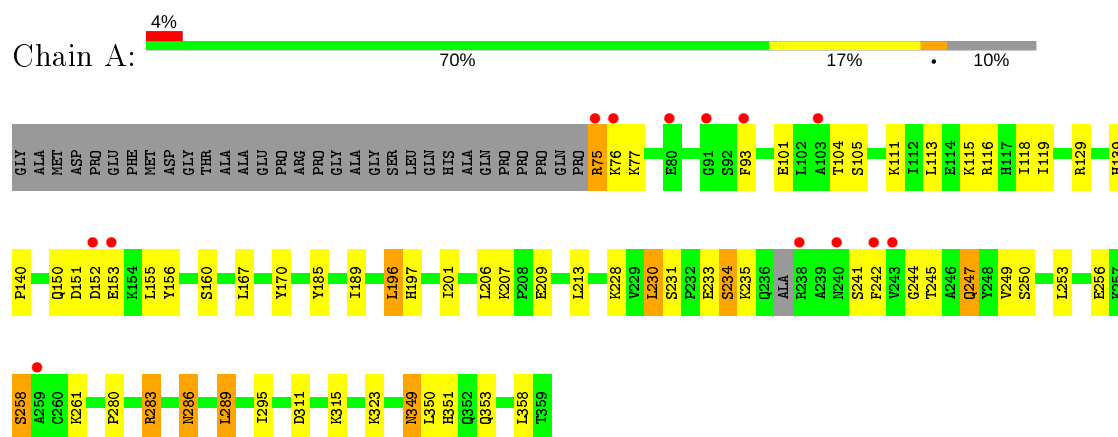 4%
Chain A:
70% 17% • 10%
GLY ALA MET ASP PRO GLU PHE MET ASP GLY THR ALA ALA GLU PRO ARG PRO GLY ALA GLY SER LEU GLN HIS ALA GLN PRO PRO PRO GLN PRO R75 K76 K77 E80 G91 S92 F93 E101 L102 A103 T104 S105 K111 I112 L113 E114 K115 R116 H117 I118 I119 R129 H139
P140 Q150 D151 D152 E153 K154 L155 Y156 S160 L167 Y170 Y185 I189 L196 H197 I201 L206 K207 P208 E209 L213 K228 V229 L230 S231 P232 E233 S234 K235 Q236 ALA R238 A239 N240 S241 F242 V243 G244 T245 A246 Q247 Y248 V249 S250 L253 E256 K257
S258 A259 C260 K261 P280 R283 N286 L289 I295 D311 K315 K323 N349 L350 H351 Q352 Q353 L358 T359